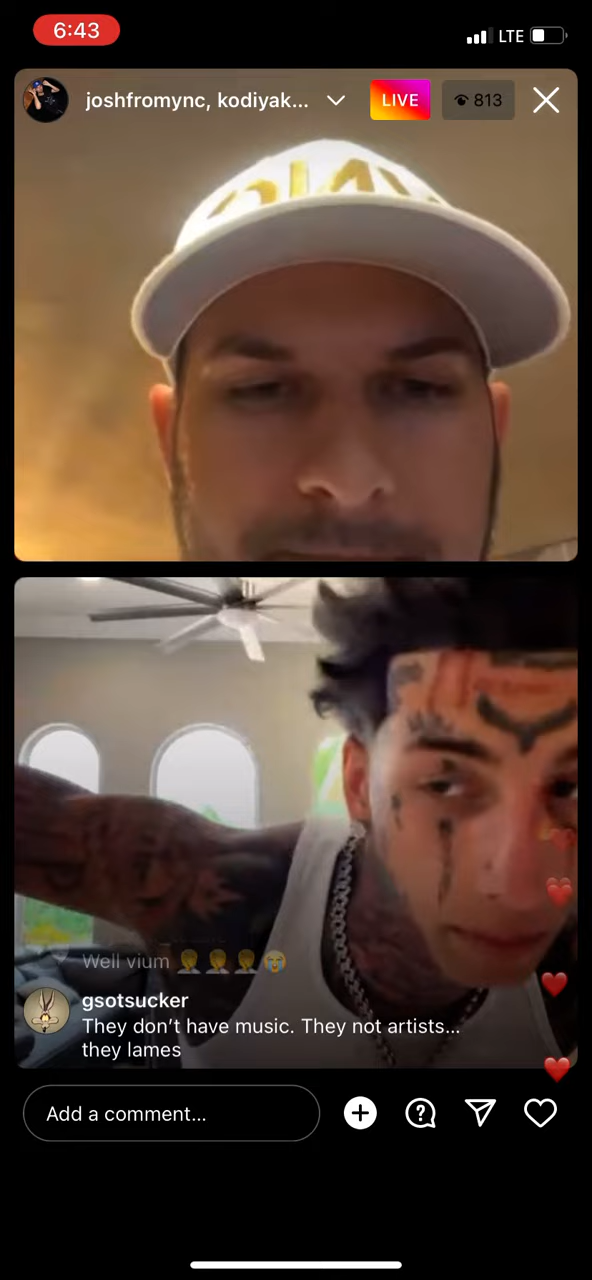 6:43
LTE
joshfromync, kodiyak...
LIVE
813
Well vium 🤦‍♂️🤦‍♂️🤦‍♂️😭
gsotsucker
They don’t have music. They not artists...
they lames
Add a comment...